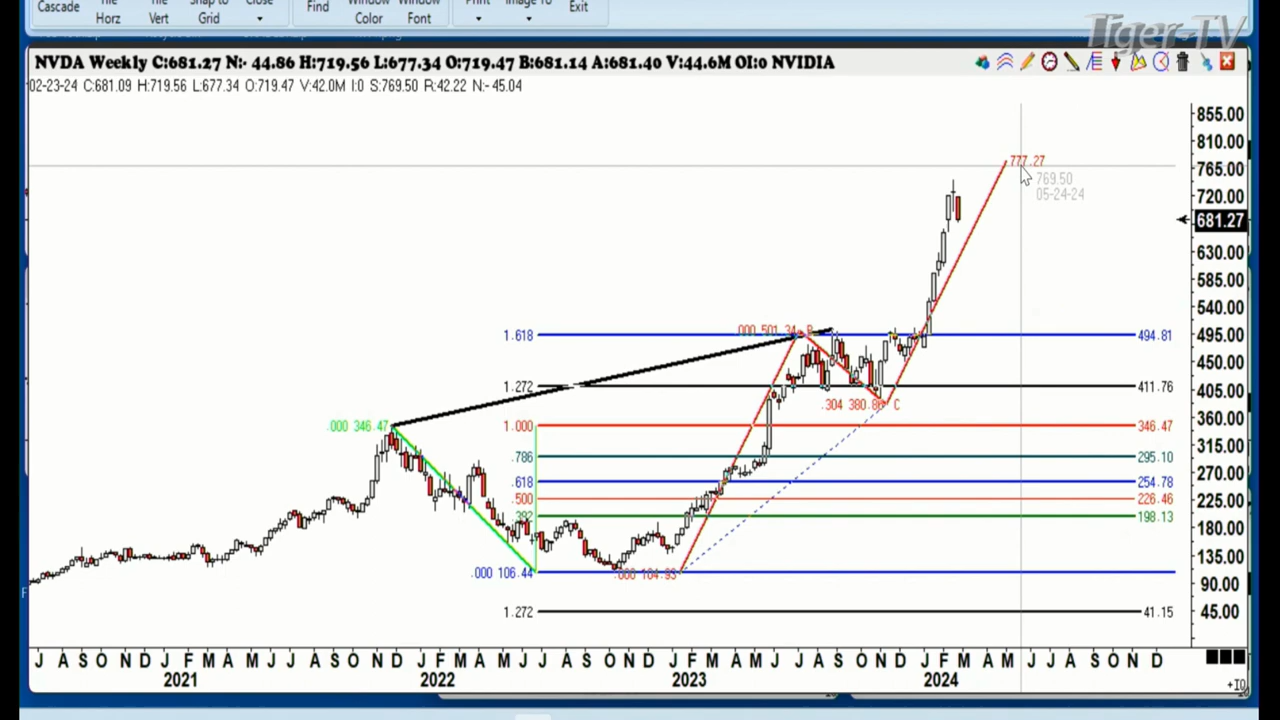 Cascade
Horz
Vert
Grid
Close
Find
Window
Color
Window
Font
Print
Image To
Exit
Tiger-TV
NVDA Weekly C:681.27 N:- 44.86 H:719.56 L:677.34 O:719.47 B:681.14 A:681.40 V:44.6M OI:0 NVIDIA
02-23-24 C:681.09 H:719.56 L:677.34 O:719.47 V:42.0M I:0 S:769.50 R:42.22 N:-45.04
855.00
810.00
777.27
765.00
769.50
05-24-24
720.00
681.27
630.00
585.00
540.00
.000 501.34 B
1.618
494.81
495.00
450.00
1.272
411.76
405.00
.304 380.86 C
.000 346.47
1.000
346.47
360.00
315.00
.786
295.10
270.00
.618
254.78
.500
226.46
225.00
.382
198.13
180.00
135.00
.000 106.44
.000 104.93
90.00
1.272
41.15
45.00
J A S O N D J F M A M J J A S O N D J F M A M J J A S O N D J F M A M J J A S O N D J F M A M J J A S O N D
2021 2022 2023 2024
+IQ